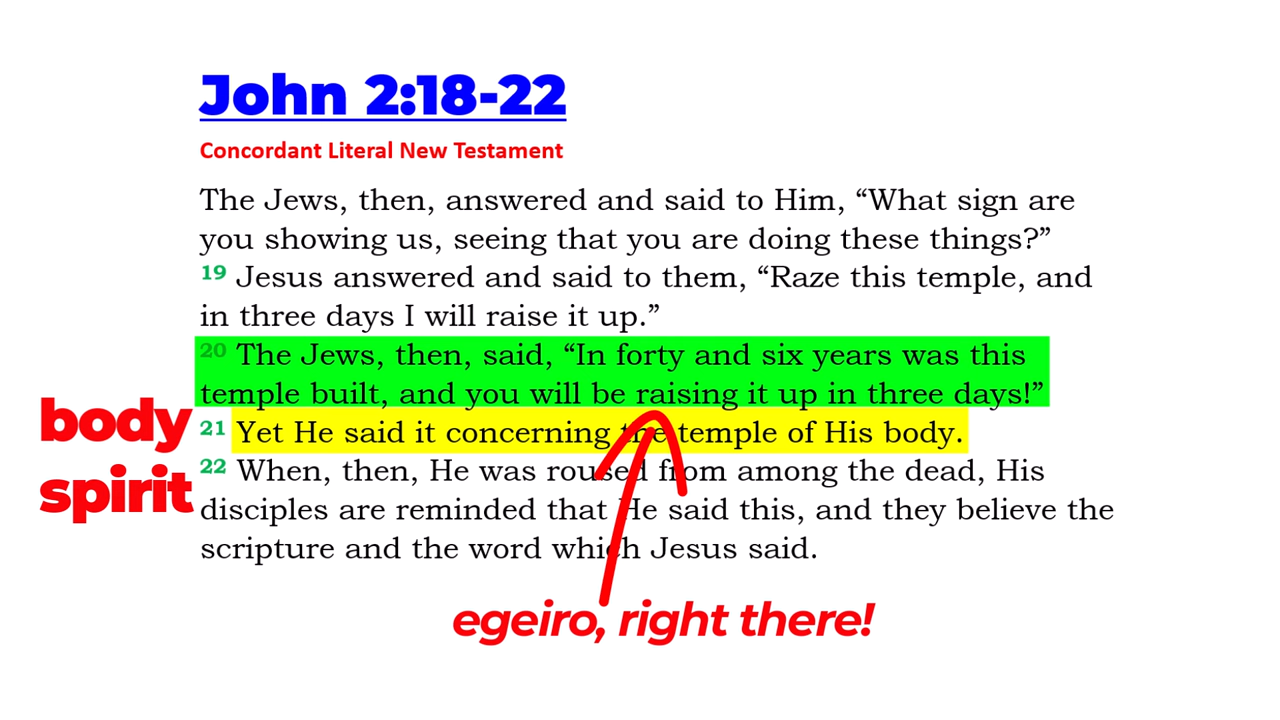 John 2:18-22
Concordant Literal New Testament
The Jews, then, answered and said to Him, “What sign are
you showing us, seeing that you are doing these things?”
19 Jesus answered and said to them, “Raze this temple, and
in three days I will raise it up.”
20 The Jews, then, said, “In forty and six years was this
temple built, and you will be raising it up in three days!”
body
21 Yet He said it concerning the temple of His body.
22 When, then, He was roused from among the dead, His
spirit
disciples are reminded that He said this, and they believe the
scripture and the word which Jesus said.
egeiro, right there!